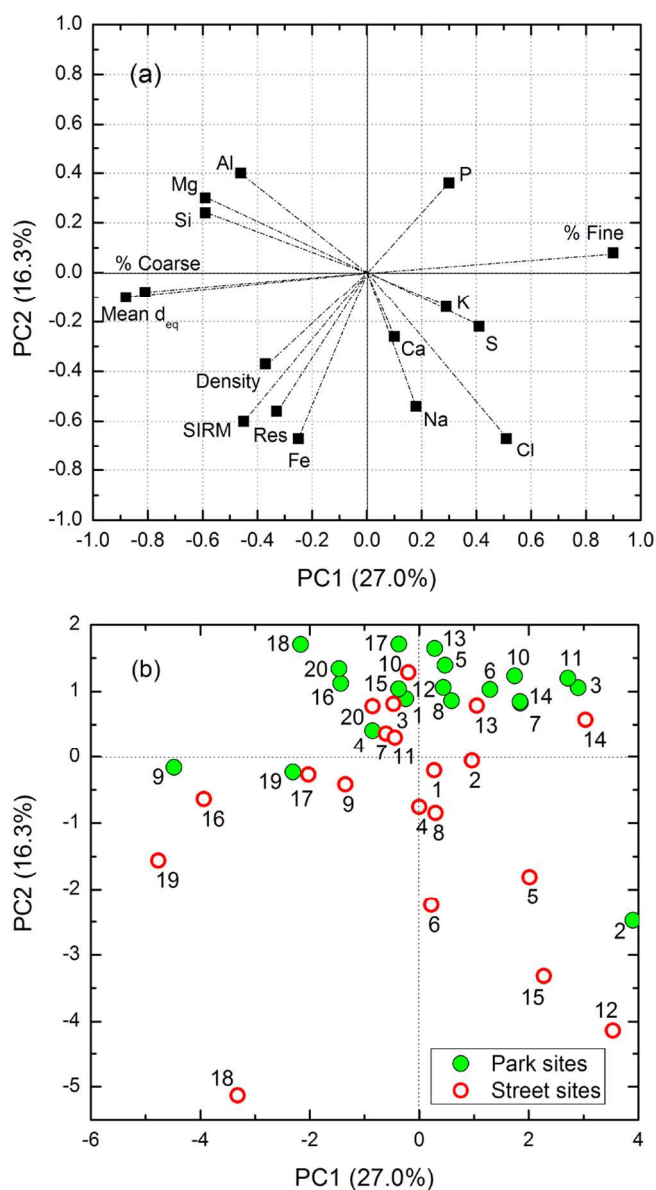 1.0
0.8
0.6
0.4
0.2
0.0
-0.2
-0.4
-0.6
-0.8
-1.0
PC2 (16.3%)
(a)
Al
P
Mg
Si
% Fine
% Coarse
Mean deq
K
S
Ca
Density
SIRM
Res
Na
Fe
Cl
-1.0 -0.8 -0.6 -0.4 -0.2 0.0 0.2 0.4 0.6 0.8 1.0
PC1 (27.0%)
2
1
0
-1
-2
-3
-4
-5
PC2 (16.3%)
(b)
18 17 13
20 10 5 10 11
16 15 12 6 14 3
20 3 1 8 13 7 14
4 7 11
9 19 17 9 1 2
16 4 8
19 5
6 2
15
12
18
Park sites
Street sites
-6 -4 -2 0 2 4
PC1 (27.0%)